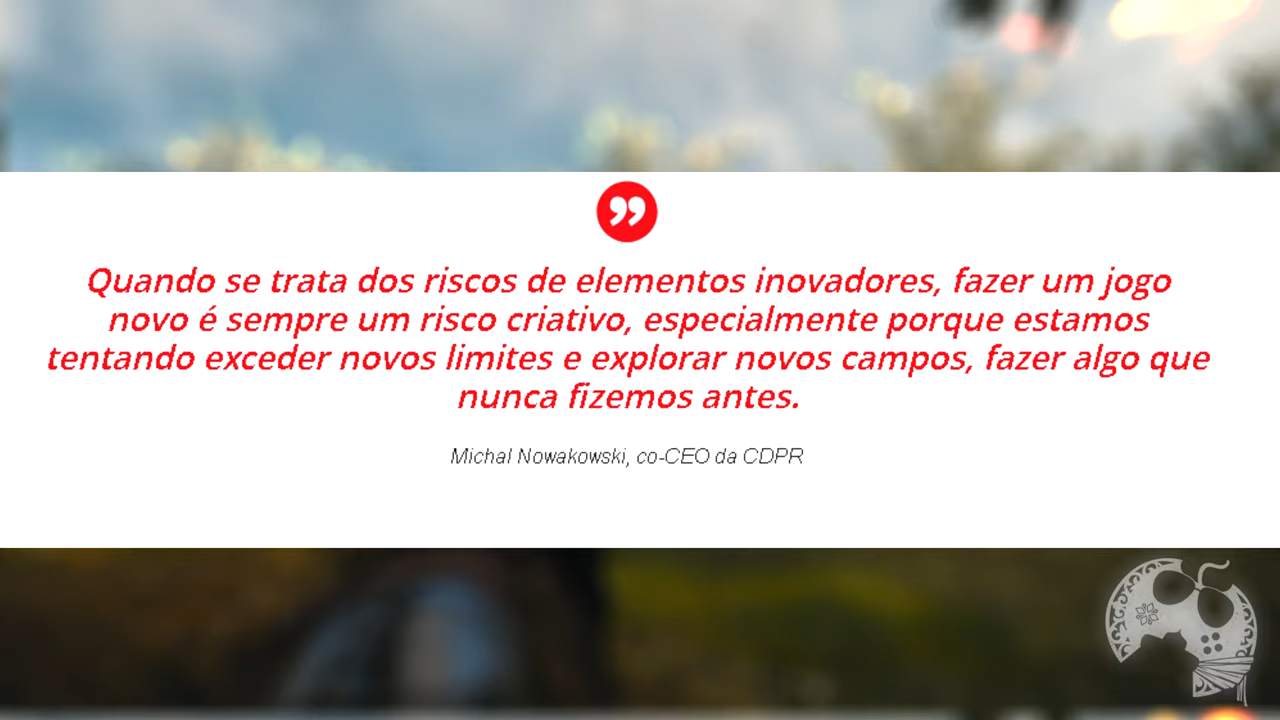 Quando se trata dos riscos de elementos inovadores, fazer um jogo
novo é sempre um risco criativo, especialmente porque estamos
tentando exceder novos limites e explorar novos campos, fazer algo que
nunca fizemos antes.
Michal Nowakowski, co-CEO da CDPR